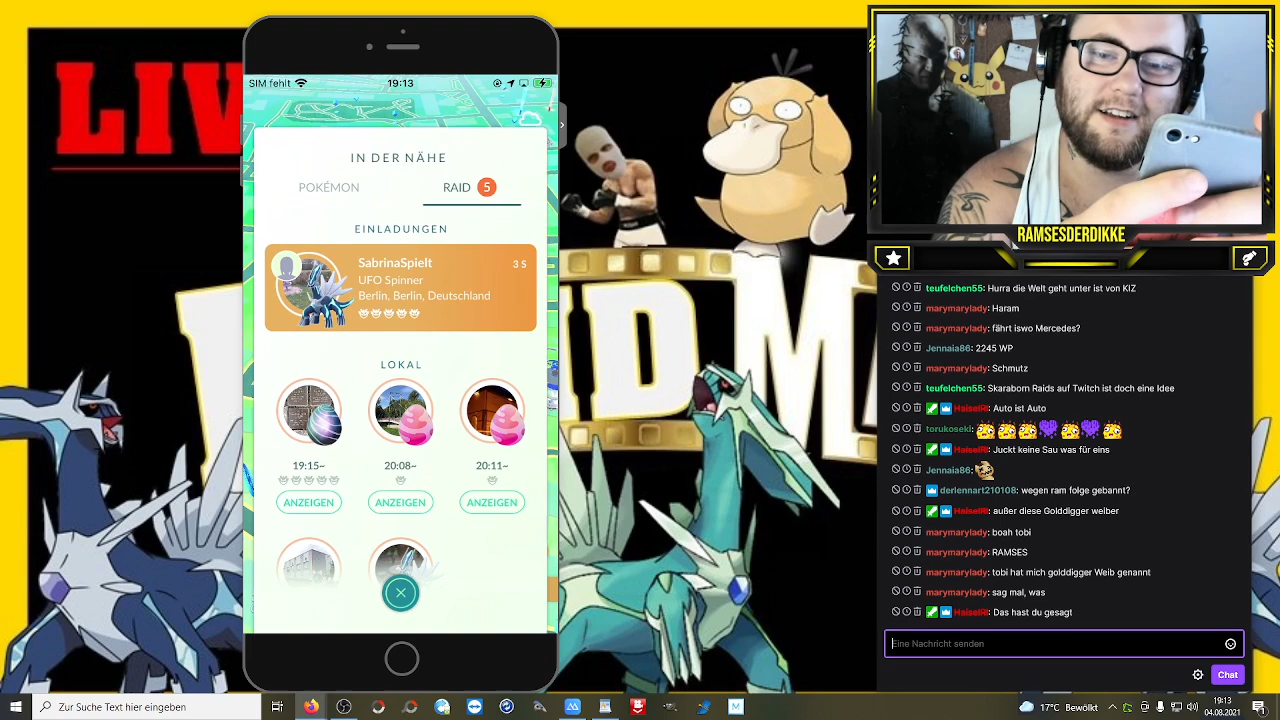 LIV
SIM fehlt
19:13
IN DER NÄHE
POKÉMON
RAID 5
EINLADUNGEN
SabrinaSpielt
3 S
UFO Spinner
Berlin, Berlin, Deutschland
LOKAL
19:15~
20:08~
20:11~
ANZEIGEN
ANZEIGEN
ANZEIGEN
RAMSESDERDIKKE
teufelchen55: Hurra die Welt geht unter ist von KIZ
marymarylady: Haram
marymarylady: fährt iswo Mercedes?
Jennaia86: 2245 WP
marymarylady: Schmutz
teufelchen55: Skaraborn Raids auf Twitch ist doch eine Idee
HaiselRI: Auto ist Auto
torukoseki:
HaiselRI: Juckt keine Sau was für eins
Jennaia86:
derlennart210108: wegen ram folge gebannt?
HaiselRI: außer diese Golddigger weiber
marymarylady: boah tobi
marymarylady: RAMSES
marymarylady: tobi hat mich golddigger Weib genannt
marymarylady: sag mal, was
HaiselRI: Das hast du gesagt
Eine Nachricht senden
Chat
Zur Suche Text hier eingeben
19:13
04.08.2021